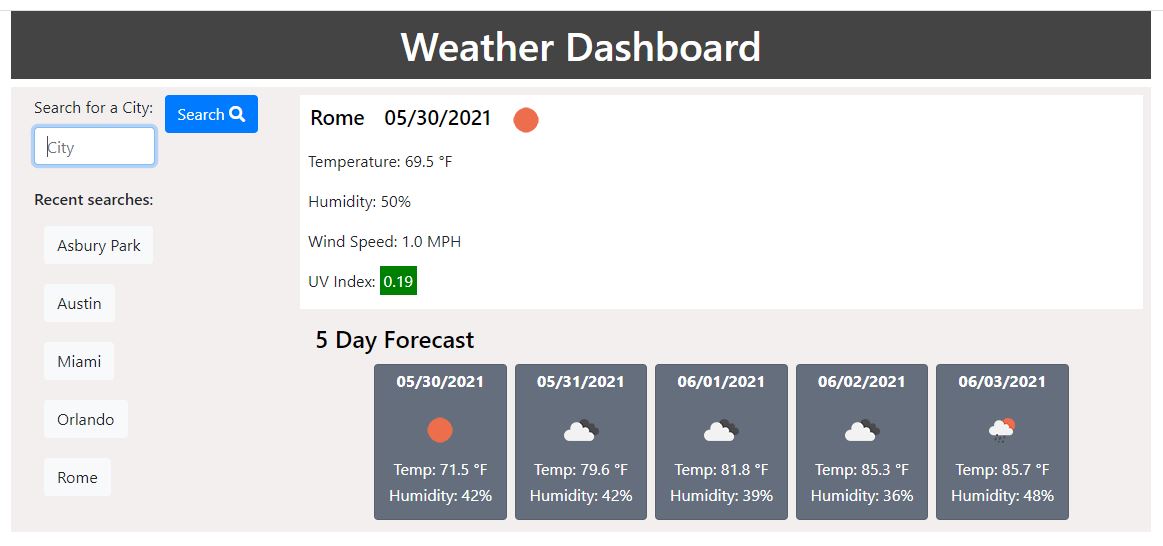 Weather Dashboard
Search for a City:
Search
City
Recent searches:
Asbury Park
Austin
Miami
Orlando
Rome
Rome 05/30/2021
Temperature: 69.5 °F
Humidity: 50%
Wind Speed: 1.0 MPH
UV Index: 0.19
5 Day Forecast
05/30/2021
Temp: 71.5 °F
Humidity: 42%
05/31/2021
Temp: 79.6 °F
Humidity: 42%
06/01/2021
Temp: 81.8 °F
Humidity: 39%
06/02/2021
Temp: 85.3 °F
Humidity: 36%
06/03/2021
Temp: 85.7 °F
Humidity: 48%